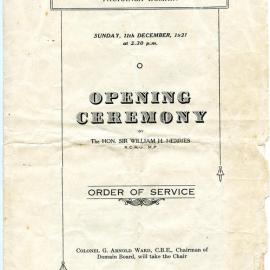 SUNDAY, 11th DECEMBER, 1921
at 2.30 p.m.
OPENING
CEREMONY
BY
The HON. SIR WILLIAM H. HERRIES
ORDER OF SERVICE
COLONEL G. ARNOLD WARD, C.B.E., Chairman of
Domain Board, will take the Chair